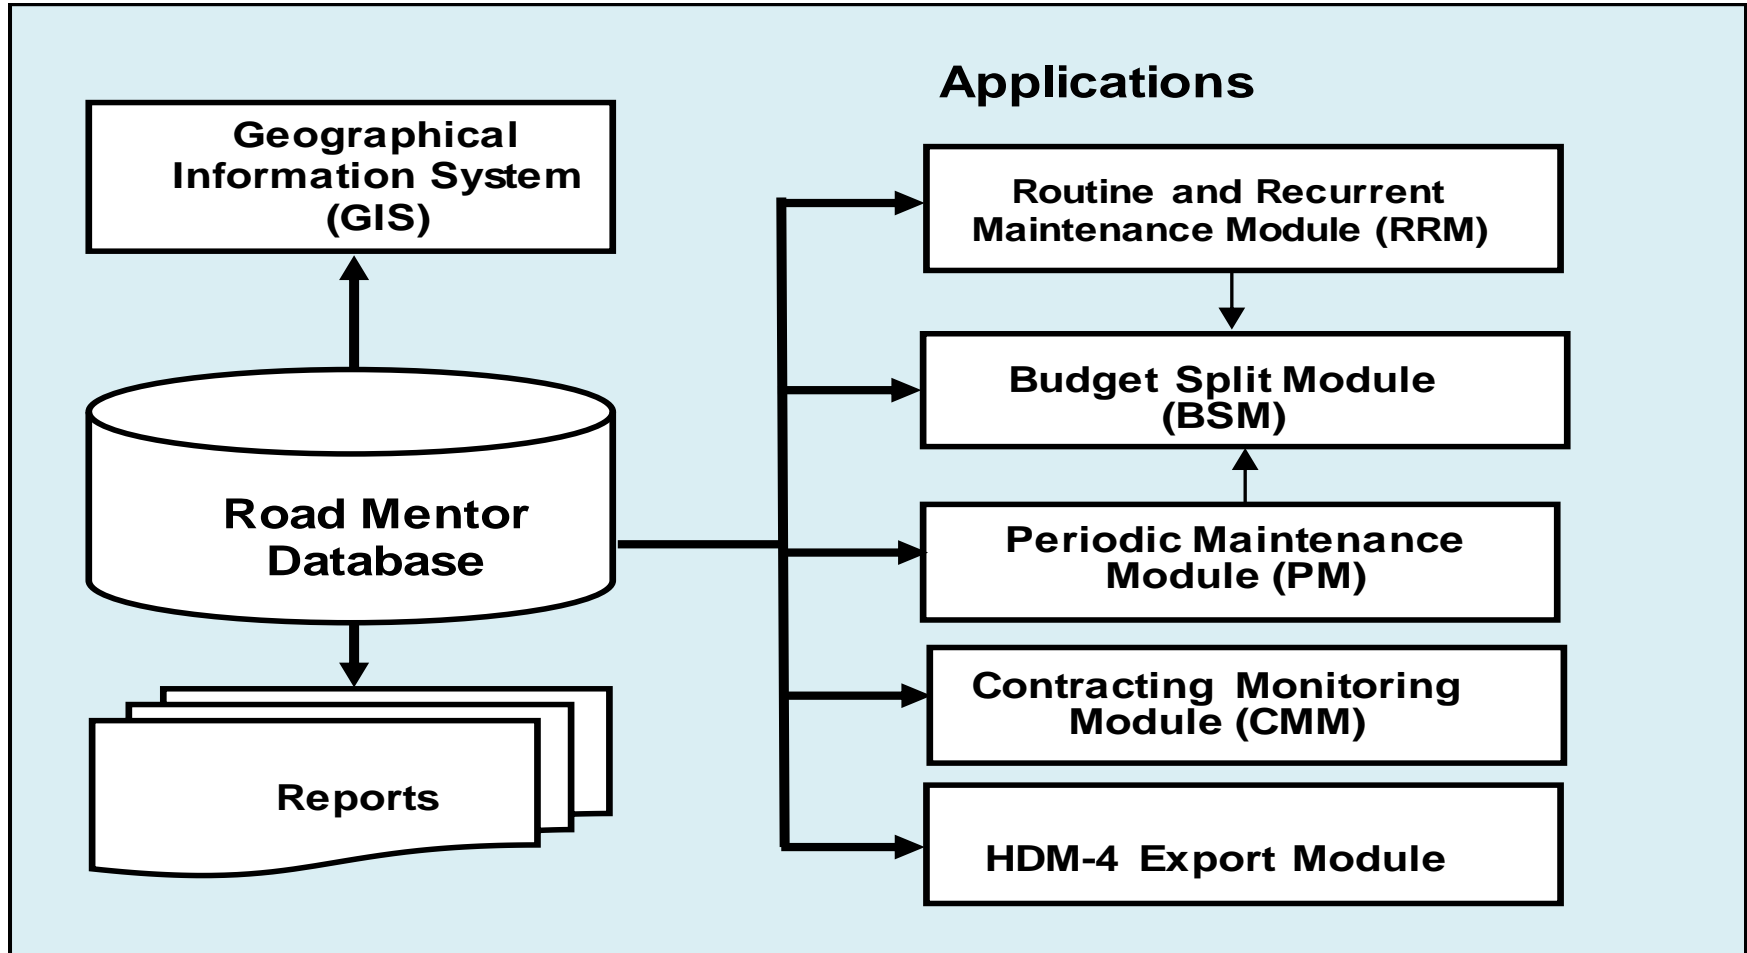 Applications
Geographical
Information System
(GIS)
Road Mentor
Database
Reports
Routine and Recurrent
Maintenance Module (RRM)
Budget Split Module
(BSM)
Periodic Maintenance
Module (PM)
Contracting Monitoring
Module (CMM)
HDM-4 Export Module